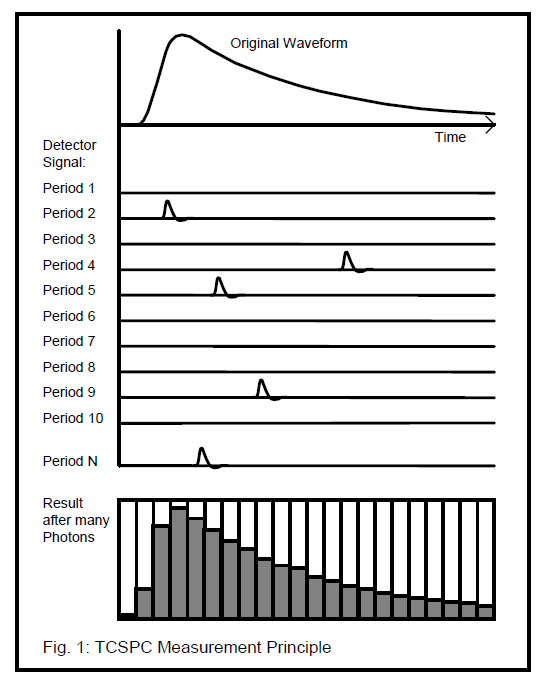 Original Waveform
Time
Detector
Signal:
Period 1
Period 2
Period 3
Period 4
Period 5
Period 6
Period 7
Period 8
Period 9
Period 10
Period N
Result
after many
Photons
Fig. 1: TCSPC Measurement Principle